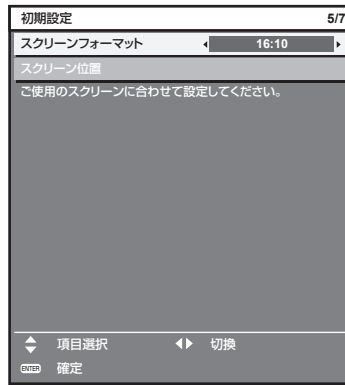 初期設定 5/7
スクリーンフォーマット 16:10
スクリーン位置
ご使用のスクリーンに合わせて設定してください。
項目選択 切換
ENTER 確定